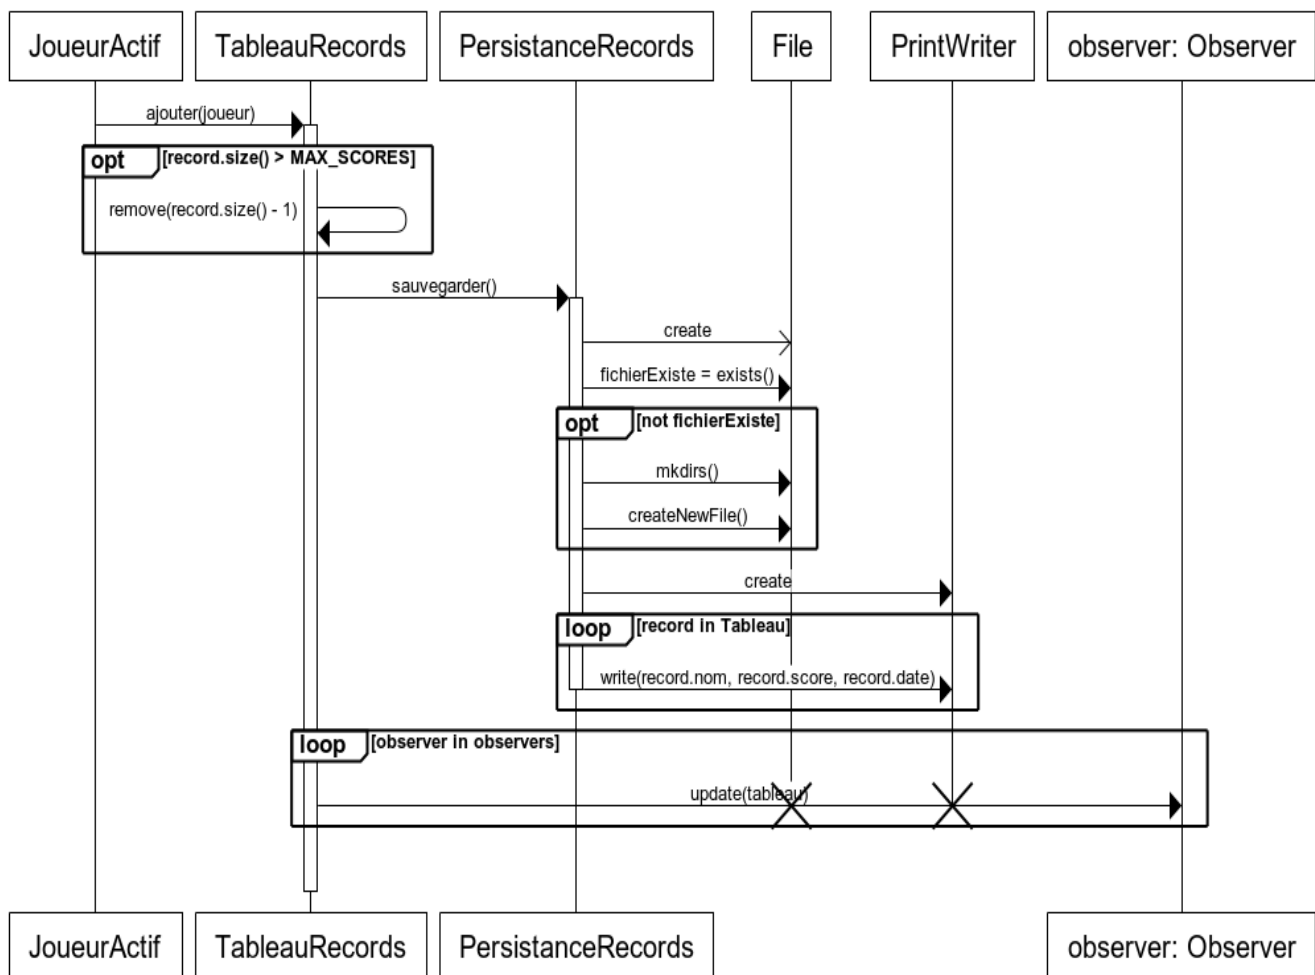 JoueurActif
TableauRecords
PersistanceRecords
File
PrintWriter
observer: Observer
ajouter(joueur)
opt
[record.size() > MAX_SCORES]
remove(record.size() - 1)
sauvegarder()
create
fichierExiste = exists()
opt
[not fichierExiste]
mkdirs()
createNewFile()
create
loop
[record in Tableau]
write(record.nom, record.score, record.date)
loop
[observer in observers]
update(tableau)
JoueurActif
TableauRecords
PersistanceRecords
observer: Observer